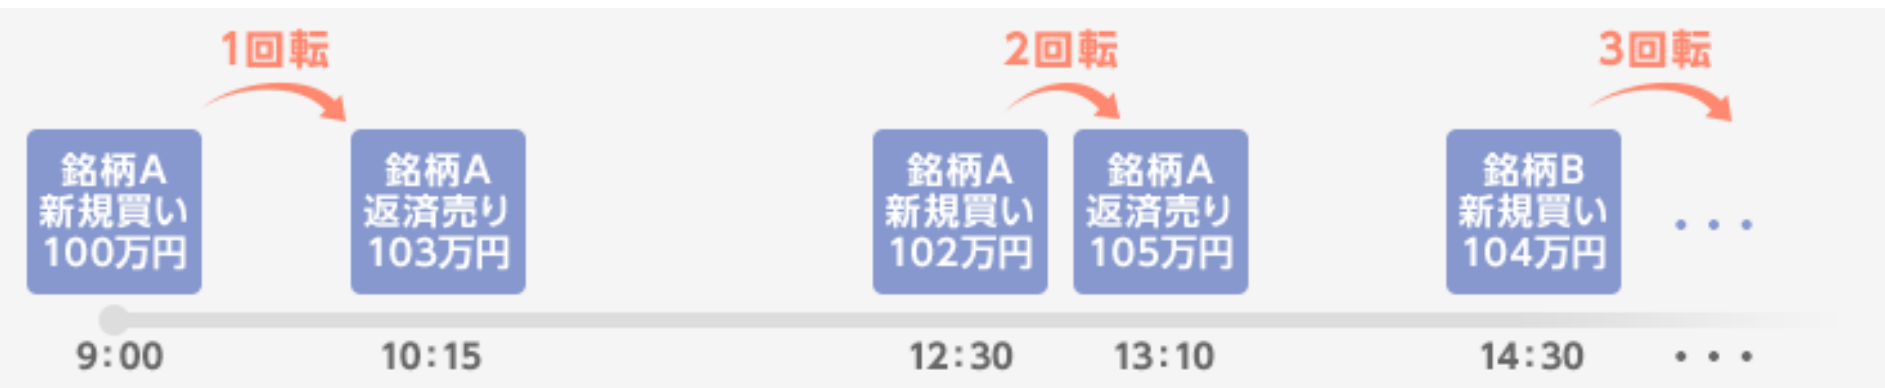 1回転
2回転
3回転
銘柄A
新規買い
100万円
銘柄A
返済売り
103万円
銘柄A
新規買い
102万円
銘柄A
返済売り
105万円
銘柄B
新規買い
104万円
・・・
9:00
10:15
12:30
13:10
14:30
・・・